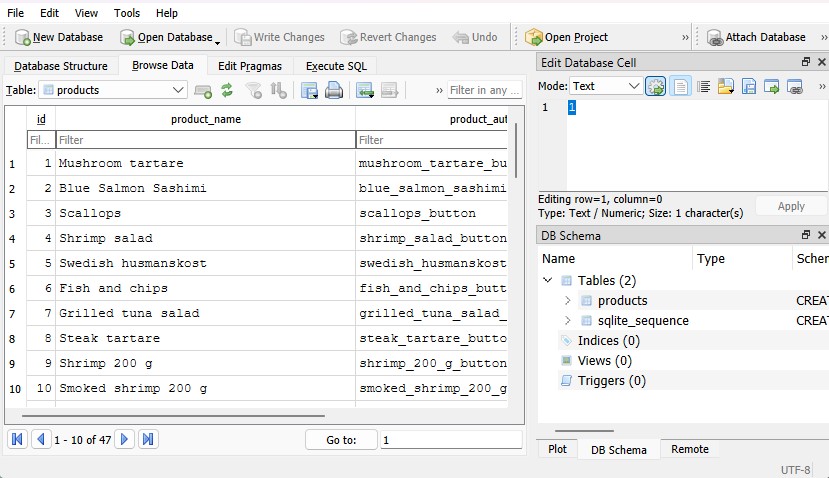 File Edit View Tools Help
New Database Open Database Write Changes Revert Changes Undo Open Project » Attach Database »
Database Structure Browse Data Edit Pragmas Execute SQL
Table: products » Filter in any ...
id product_name product_aut
Fil... Filter Filter
1 1 Mushroom tartare mushroom_tartare_bu
2 2 Blue Salmon Sashimi blue_salmon_sashimi
3 3 Scallops scallops_button
4 4 Shrimp salad shrimp_salad_button
5 5 Swedish husmanskost swedish_husmanskost
6 6 Fish and chips fish_and_chips_butt
7 7 Grilled tuna salad grilled_tuna_salad_
8 8 Steak tartare steak_tartare_button
9 9 Shrimp 200 g shrimp_200_g_button
10 10 Smoked shrimp 200 g smoked_shrimp_200_g
1 - 10 of 47 Go to: 1
Edit Database Cell
Mode: Text »
1 1
Editing row=1, column=0
Type: Text / Numeric; Size: 1 character(s) Apply
DB Schema
Name Type Scher
Tables (2)
products CREA
sqlite_sequence CREA
Indices (0)
Views (0)
Triggers (0)
Plot DB Schema Remote
UTF-8